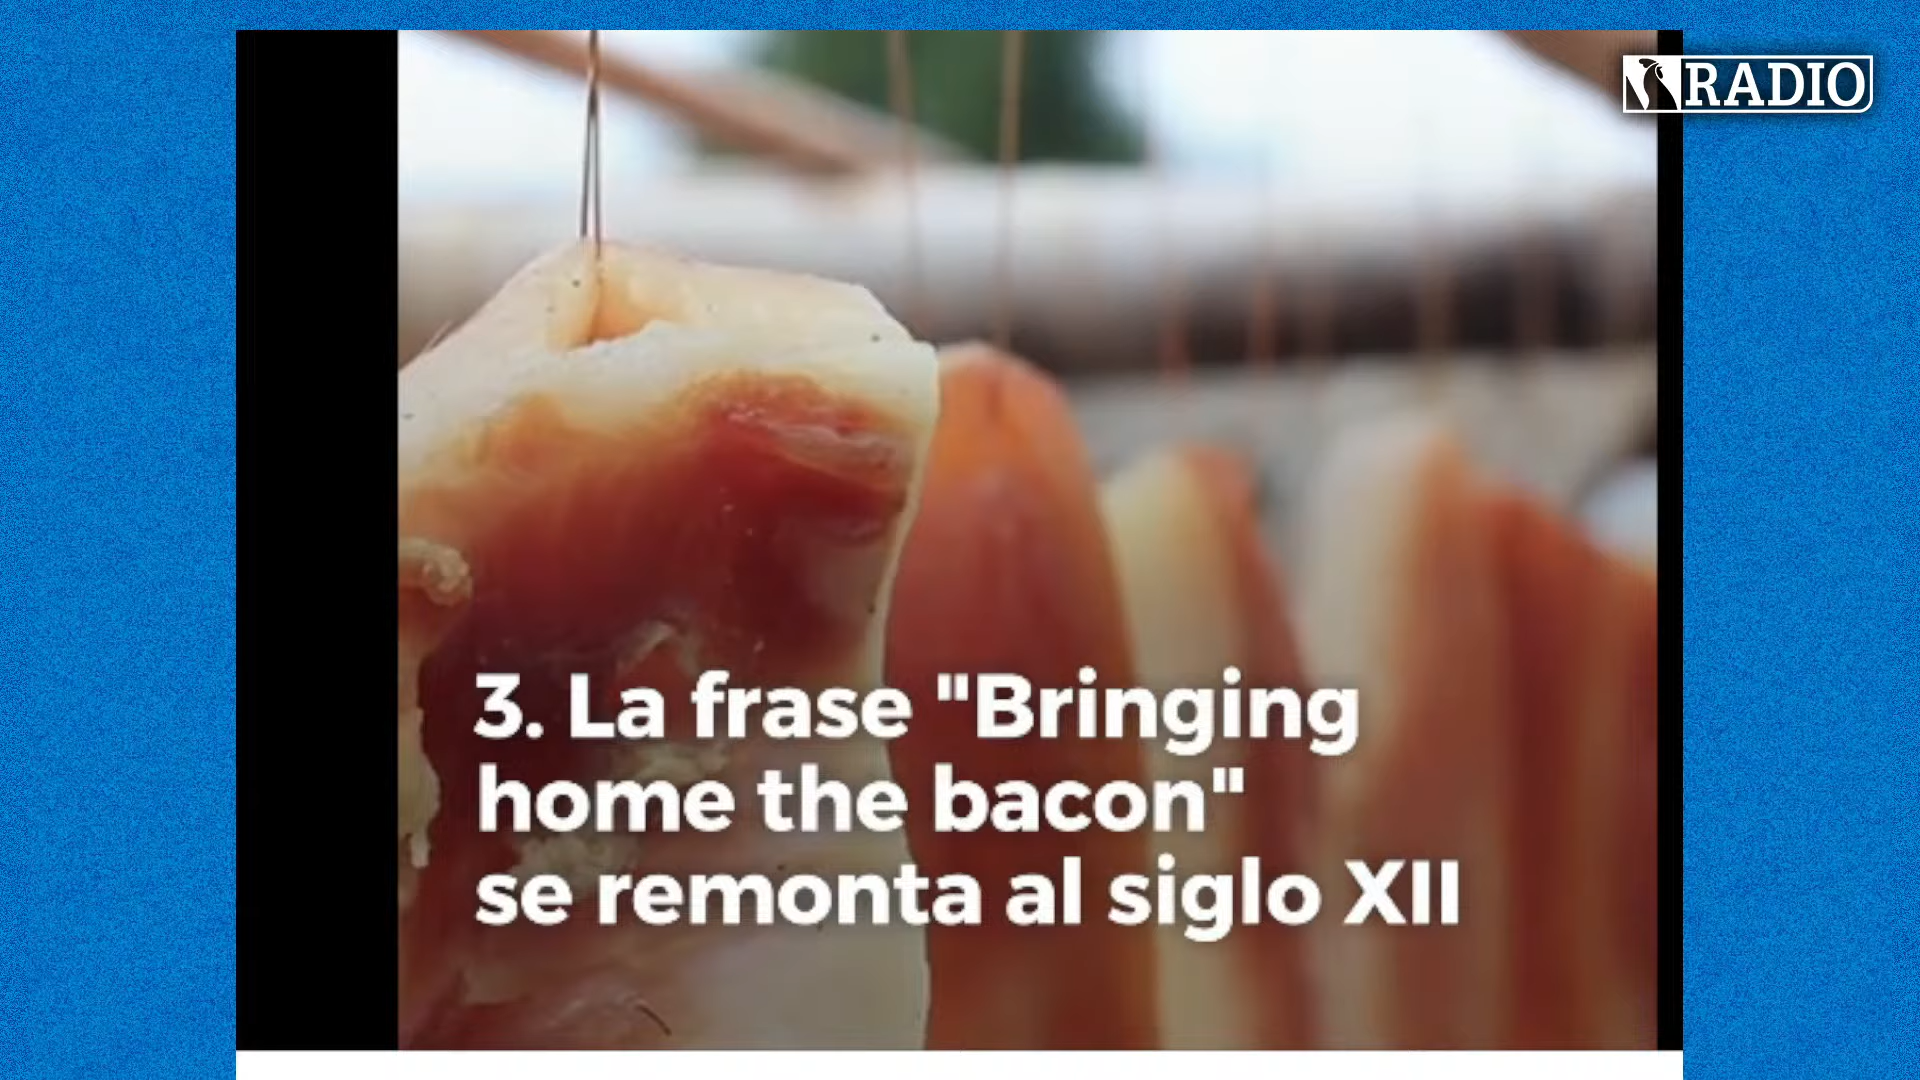 RADIO
3. La frase "Bringing
home the bacon"
se remonta al siglo XII